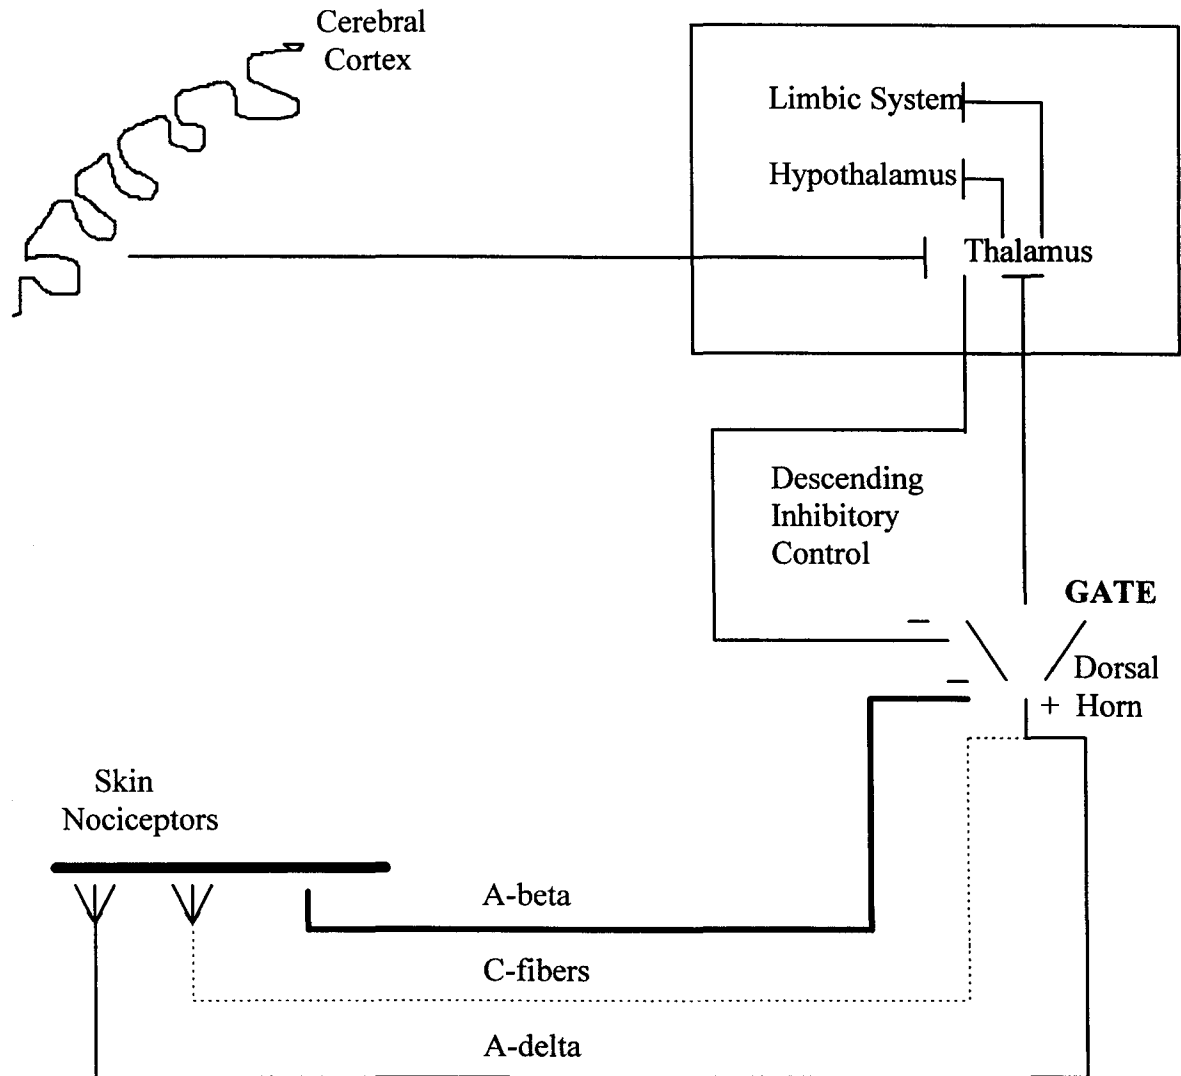 Cerebral
Cortex
Limbic System
Hypothalamus
Thalamus
Descending
Inhibitory
Control
GATE
–
Dorsal
–
+ Horn
Skin
Nociceptors
A-beta
C-fibers
A-delta